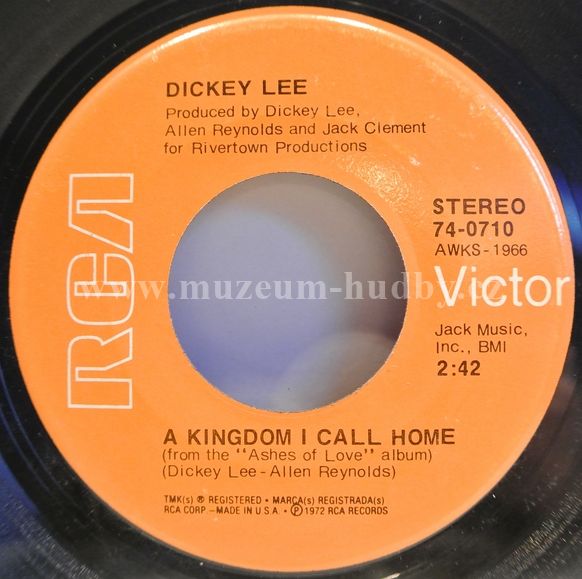 DICKEY LEE
Produced by Dickey Lee,
Allen Reynolds and Jack Clement
for Rivertown Productions
RCA
STEREO
74-0710
AWKS-1966
Victor
www.muzeum-hudby.cz
Jack Music,
Inc., BMI
2:42
A KINGDOM I CALL HOME
(from the "Ashes of Love" album)
(Dickey Lee-Allen Reynolds)
TMK(s) ® REGISTERED • MARCA(s) REGISTRADA(s)
RCA CORP.-MADE IN U.S.A. • ℗ 1972 RCA RECORDS